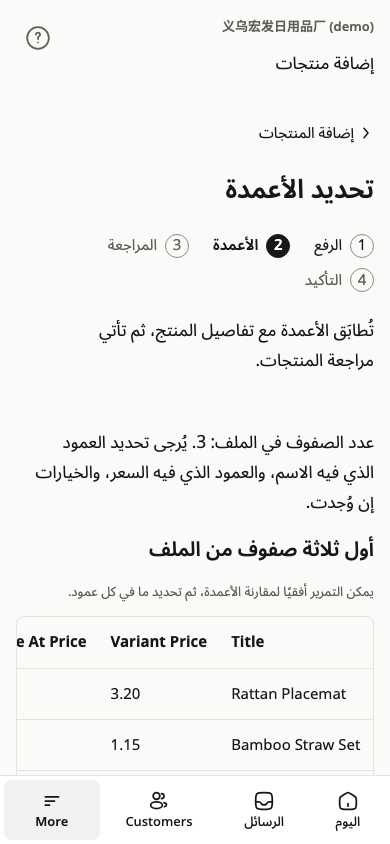 义乌宏发日用品厂 (demo)
إضافة منتجات
إضافة المنتجات
تحديد الأعمدة
1 الرفع 2 الأعمدة 3 المراجعة
4 التأكيد
تُطابَق الأعمدة مع تفاصيل المنتج، ثم تأتي
مراجعة المنتجات.
عدد الصفوف في الملف: 3. يُرجى تحديد العمود
الذي فيه الاسم، والعمود الذي فيه السعر، والخيارات
إن وُجدت.
أول ثلاثة صفوف من الملف
يمكن التمرير أفقيًا لمقارنة الأعمدة، ثم تحديد ما في كل عمود.
Title Variant Price e At Price
Rattan Placemat 3.20
Bamboo Straw Set 1.15
اليوم الرسائل Customers More